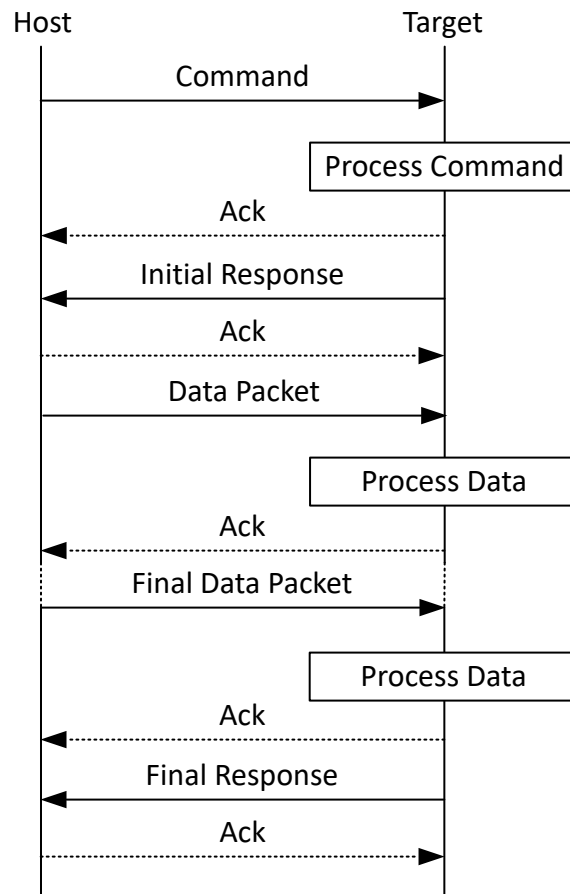 Host Target
Command
Process Command
Ack
Initial Response
Ack
Data Packet
Process Data
Ack
Final Data Packet
Process Data
Ack
Final Response
Ack